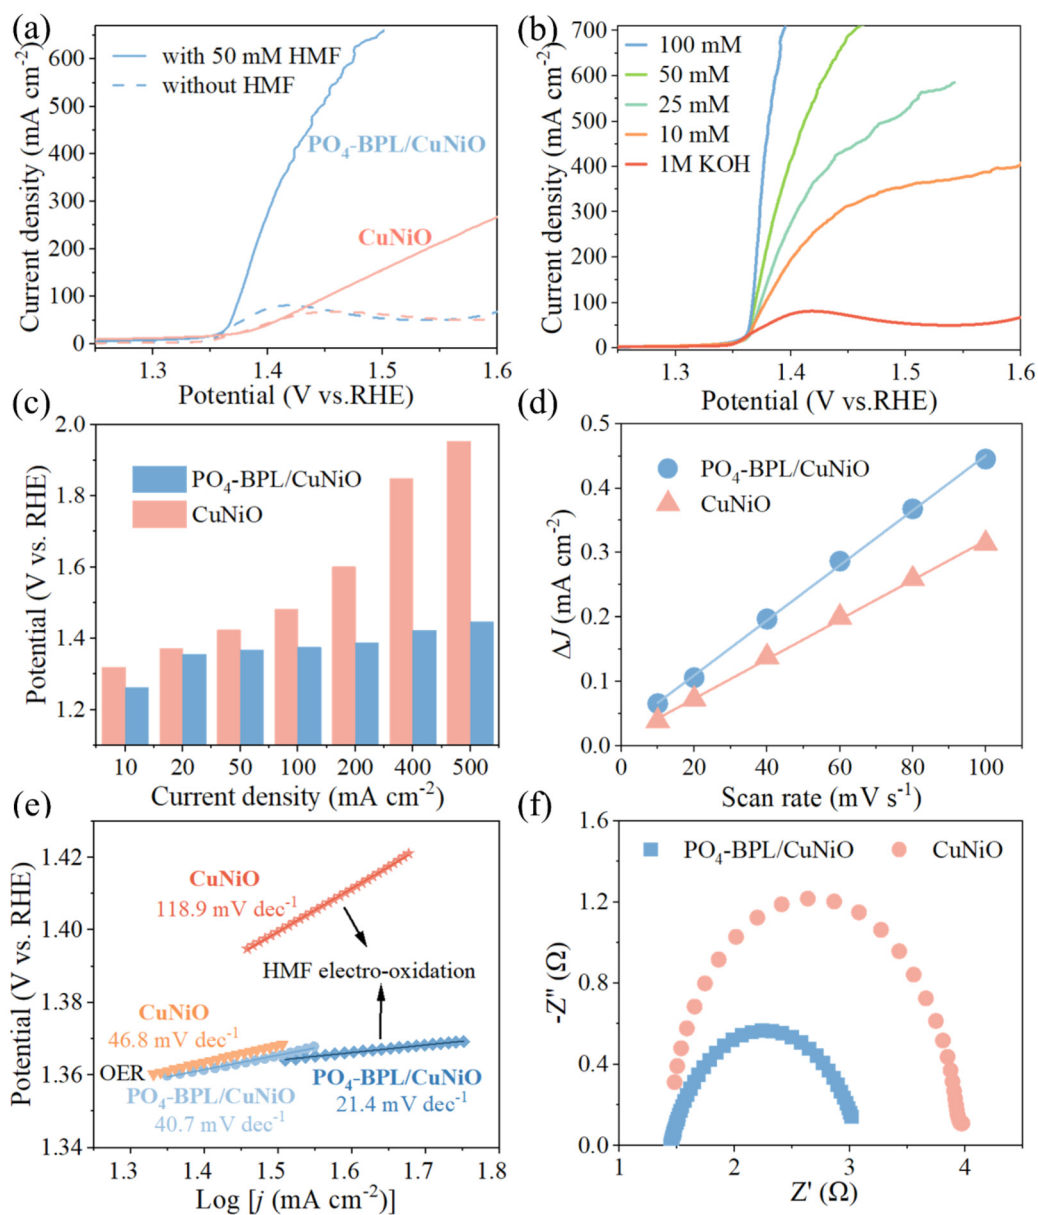 (a)
with 50 mM HMF
without HMF
PO4-BPL/CuNiO
CuNiO
Current density (mA cm-2)
600
500
400
300
200
100
0
1.3 1.4 1.5 1.6
Potential (V vs.RHE)
(b)
100 mM
50 mM
25 mM
10 mM
1M KOH
Current density (mA cm-2)
700
600
500
400
300
200
100
0
1.3 1.4 1.5 1.6
Potential (V vs.RHE)
(c)
PO4-BPL/CuNiO
CuNiO
Potential (V vs. RHE)
2.0
1.8
1.6
1.4
1.2
10 20 50 100 200 400 500
Current density (mA cm-2)
(d)
PO4-BPL/CuNiO
CuNiO
ΔJ (mA cm-2)
0.5
0.4
0.3
0.2
0.1
0.0
0 20 40 60 80 100
Scan rate (mV s-1)
(e)
CuNiO
118.9 mV dec-1
HMF electro-oxidation
CuNiO
46.8 mV dec-1
OER
PO4-BPL/CuNiO
40.7 mV dec-1
PO4-BPL/CuNiO
21.4 mV dec-1
Potential (V vs. RHE)
1.42
1.40
1.38
1.36
1.34
1.3 1.4 1.5 1.6 1.7 1.8
Log [j (mA cm-2)]
(f)
PO4-BPL/CuNiO CuNiO
-Z" (Ω)
1.6
1.2
0.8
0.4
0.0
1 2 3 4
Z' (Ω)